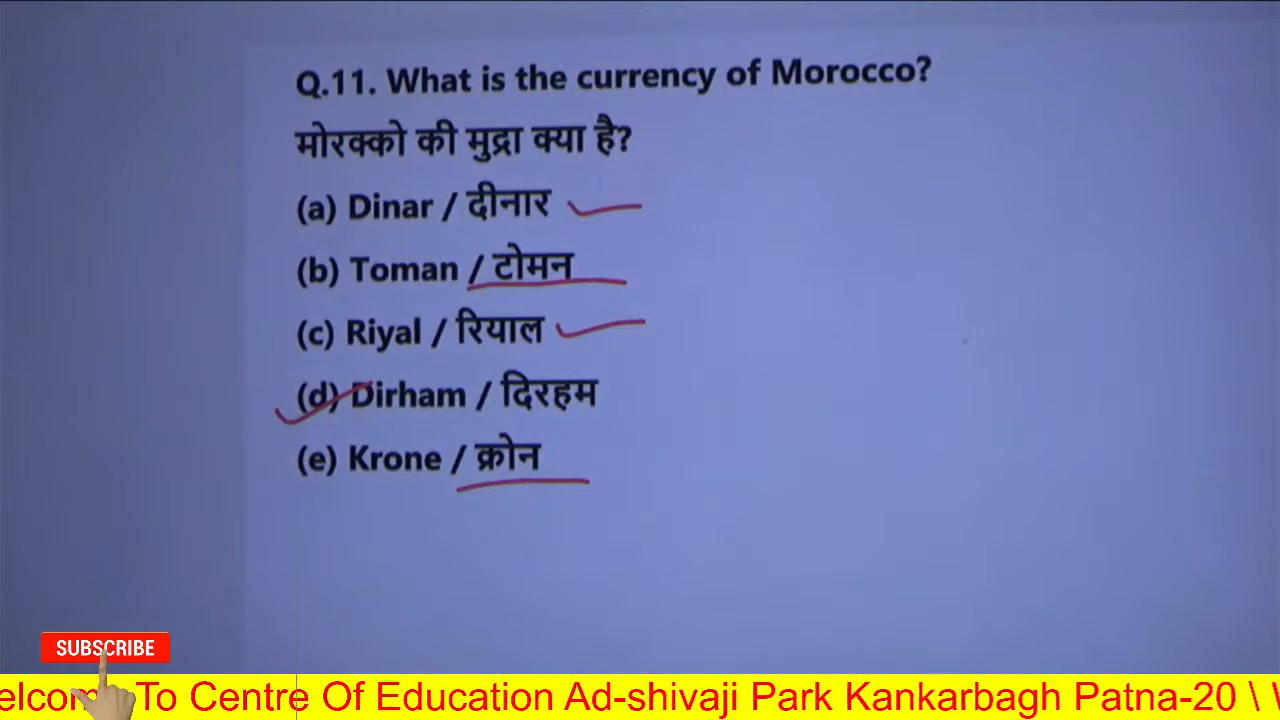 Q.11. What is the currency of Morocco?
मोरक्को की मुद्रा क्या है?
(a) Dinar / दीनार
(b) Toman / टोमन
(c) Riyal / रियाल
(d) Dirham / दिरहम
(e) Krone / क्रोन
SUBSCRIBE
To Centre Of Education Ad-shivaji Park Kankarbagh Patna-20 \